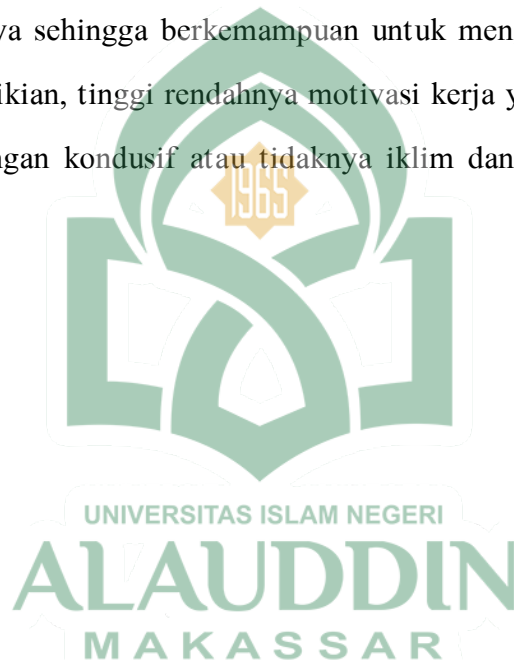 ya sehingga berkemampuan untuk men
ikian, tinggi rendahnya motivasi kerja y
ngan kondusif atau tidaknya iklim dan
1965
UNIVERSITAS ISLAM NEGERI
ALAUDDIN
MAKASSAR